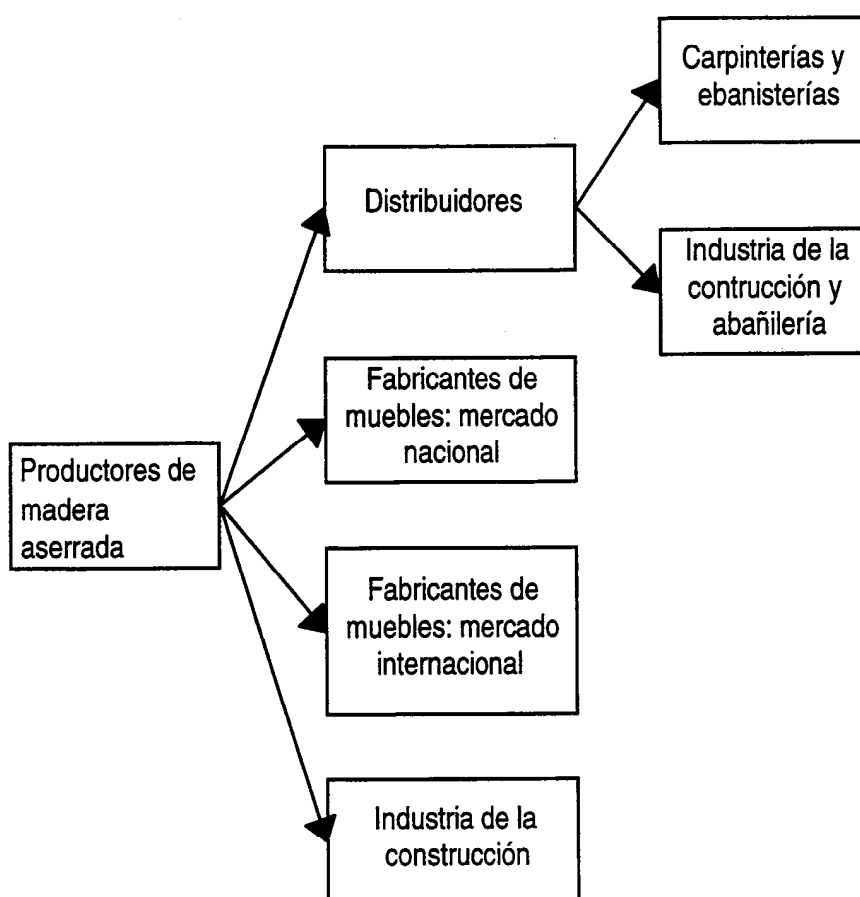 Carpinterías y
ebanisterías
Distribuidores
Industria de la
contrucción y
abañilería
Fabricantes de
muebles: mercado
nacional
Productores de
madera
aserrada
Fabricantes de
muebles: mercado
internacional
Industria de la
construcción